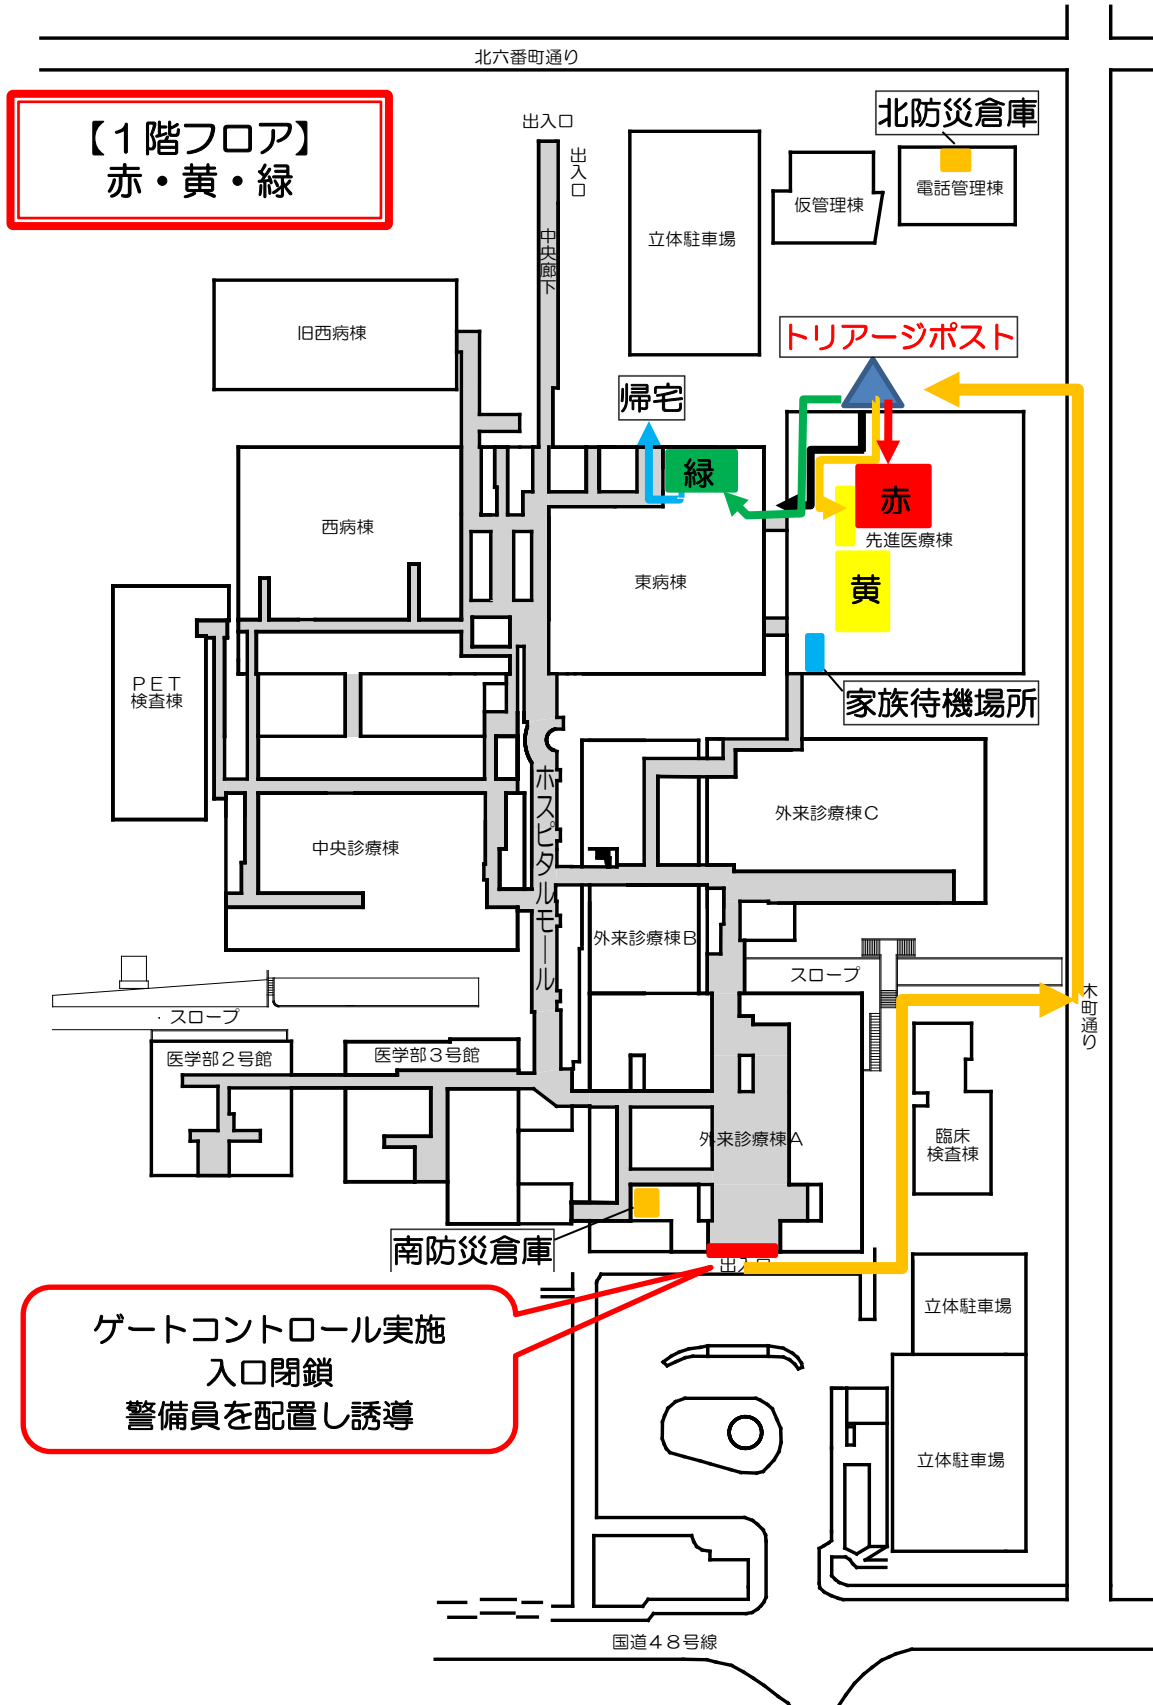 北六番町通り
【１階フロア】
赤・黄・緑
出入口
出入口
中央廊下
北防災倉庫
電話管理棟
仮管理棟
立体駐車場
旧西病棟
トリアージポスト
帰宅
緑
赤
先進医療棟
西病棟
東病棟
黄
ＰＥＴ
検査棟
家族待機場所
ホスピタルモール
外来診療棟Ｃ
中央診療棟
外来診療棟Ｂ
スロープ
木町通り
・スロープ
医学部２号館
医学部３号館
外来診療棟Ａ
臨床
検査棟
南防災倉庫
出入口
ゲートコントロール実施
入口閉鎖
警備員を配置し誘導
立体駐車場
立体駐車場
国道４８号線